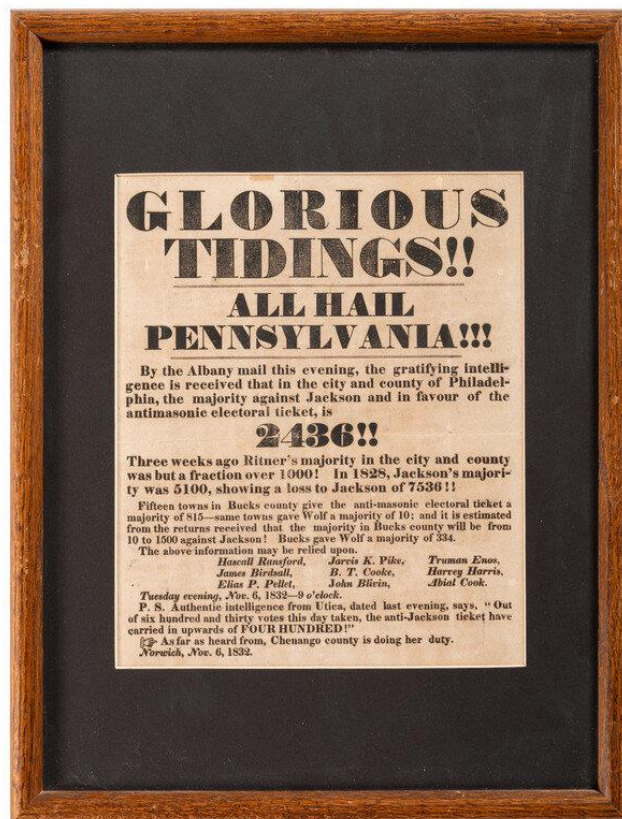 GLORIOUS
TIDINGS!!
ALL HAIL
PENNSYLVANIA!!!
By the Albany mail this evening, the gratifying intelli-
gence is received that in the city and county of Philadel-
phia, the majority against Jackson and in favour of the
antimasonic electoral ticket, is
2436!!
Three weeks ago Ritner's majority in the city and county
was but a fraction over 1000! In 1828, Jackson's majori-
ty was 5100, showing a loss to Jackson of 7536!!
Fifteen towns in Bucks county give the anti-masonic electoral ticket a
majority of 815—same towns gave Wolf a majority of 10; and it is estimated
from the returns received that the majority in Bucks county will be from
10 to 1500 against Jackson! Bucks gave Wolf a majority of 334.
The above information may be relied upon.
Hascall Ransford, Jarvis K. Pike, Truman Enos,
James Birdsall, B. T. Cooke, Harvey Harris,
Elias P. Pellet, John Blivin, Abial Cook.
Tuesday evening, Nov. 6, 1832—9 o'clock.
P. S. Authentic intelligence from Utica, dated last evening, says, "Out
of six hundred and thirty votes this day taken, the anti-Jackson ticket have
carried in upwards of FOUR HUNDRED!"
☞ As far as heard from, Chenango county is doing her duty.
Norwich, Nov. 6, 1832.